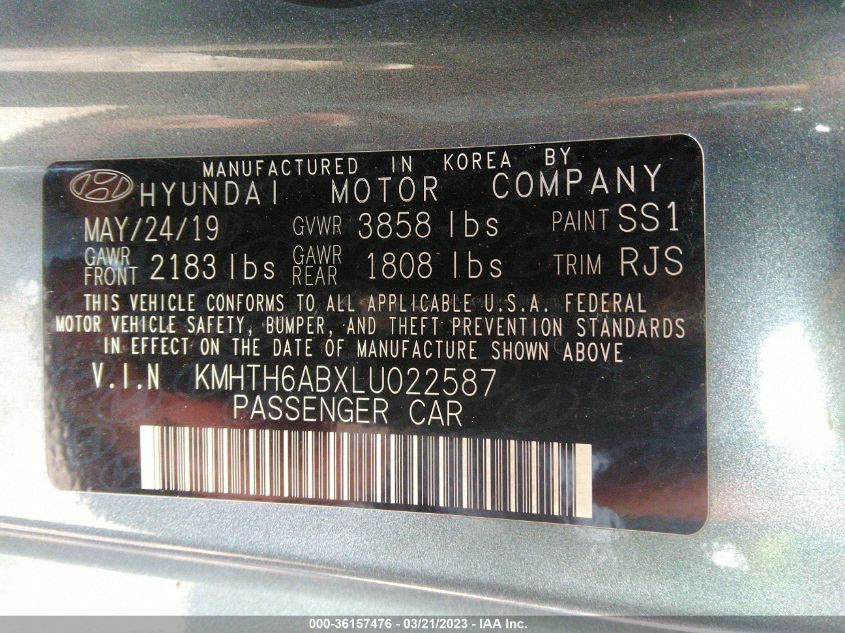 MANUFACTURED IN KOREA BY
HYUNDAI MOTOR COMPANY
MAY/24/19 GVWR 3858 lbs PAINT SS1
GAWR FRONT 2183 lbs GAWR REAR 1808 lbs TRIM RJS
THIS VEHICLE CONFORMS TO ALL APPLICABLE U.S.A. FEDERAL
MOTOR VEHICLE SAFETY, BUMPER, AND THEFT PREVENTION STANDARDS
IN EFFECT ON THE DATE OF MANUFACTURE SHOWN ABOVE
V.I.N KMHTH6ABXLU022587
PASSENGER CAR
000-36157476 — 03/21/2023 — IAA Inc.